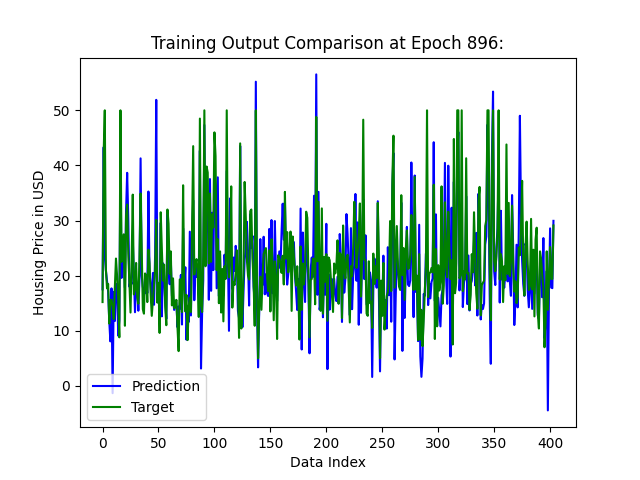 Training Output Comparison at Epoch 896:
Housing Price in USD
50
40
30
20
10
0
Prediction
Target
0 50 100 150 200 250 300 350 400
Data Index